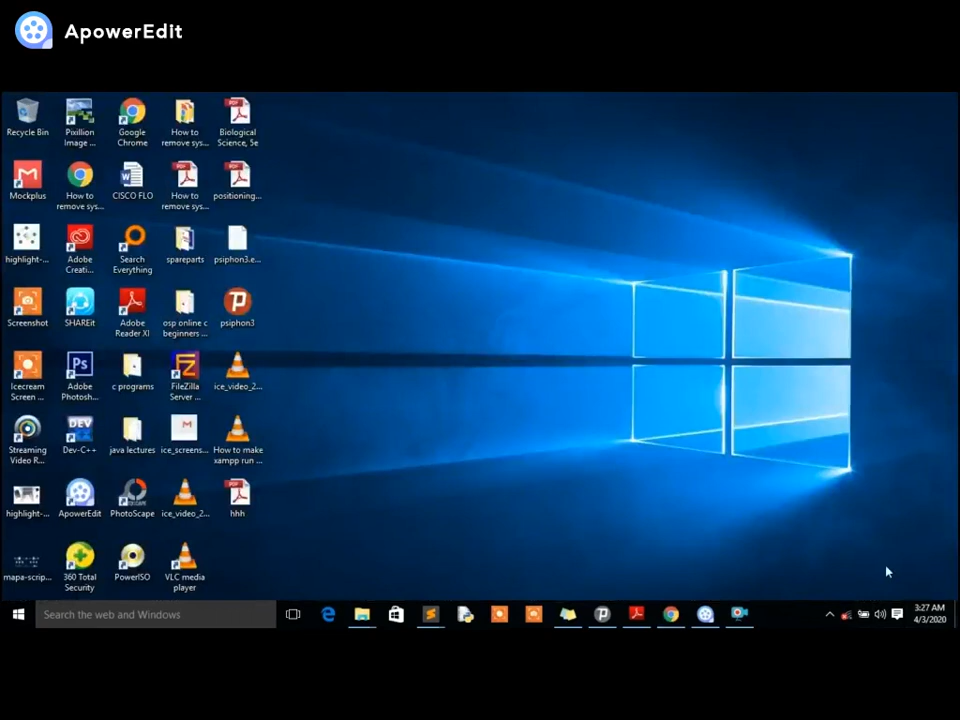 ApowerEdit
Recycle Bin
Pixillion
Image ...
Google
Chrome
How to
remove sys...
Biological
Science, 5e
Mockplus
How to
remove sys...
CISCO FLO
How to
remove sys...
positioning...
highlight-...
Adobe
Creati...
Search
Everything
spareparts
psiphon3.e...
Screenshot
SHAREit
Adobe
Reader XI
osp online c
beginners ...
psiphon3
Icecream
Screen ...
Adobe
Photosh...
c programs
FileZilla
Server ...
ice_video_2...
Streaming
Video R...
Dev-C++
java lectures
ice_screens...
How to make
xampp run ...
highlight-...
ApowerEdit
PhotoScape
ice_video_2...
hhh
mapa-scrip...
360 Total
Security
PowerISO
VLC media
player
Search the web and Windows
3:27 AM
4/3/2020